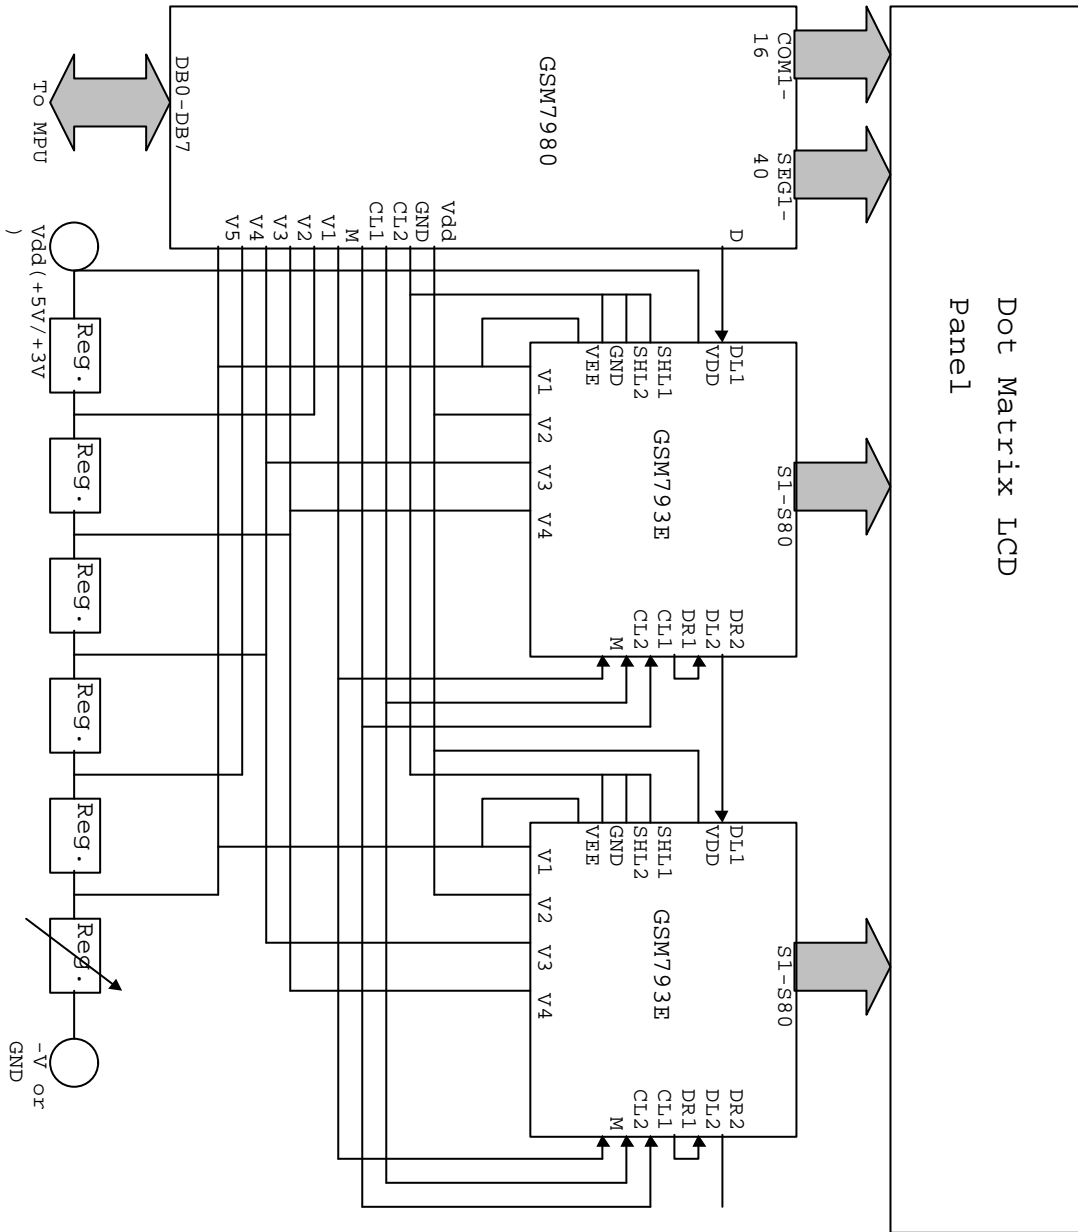 Dot Matrix LCD
Panel
COM1-
16
SEG1-
40
GSM7980
DB0-DB7
To MPU
D
Vdd
GND
CL2
CL1
M
V1
V2
V3
V4
V5
S1-S80
GSM793E
DL1
VDD
SHL1
SHL2
GND
VEE
V1
V2
V3
V4
DR2
DL2
DR1
CL1
CL2
M
S1-S80
GSM793E
DL1
VDD
SHL1
SHL2
GND
VEE
V1
V2
V3
V4
DR2
DL2
DR1
CL1
CL2
M
Vdd(+5V/+3V
)
Reg.
Reg.
Reg.
Reg.
Reg.
Reg.
-V or
GND